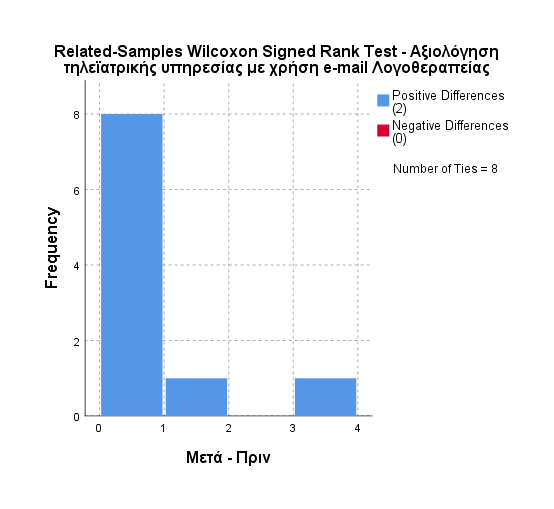 Related-Samples Wilcoxon Signed Rank Test - Αξιολόγηση
τηλεϊατρικής υπηρεσίας με χρήση e-mail Λογοθεραπείας
Positive Differences
(2)
Negative Differences
(0)
Number of Ties = 8
Frequency
8
6
4
2
0
0 1 2 3 4
Μετά - Πριν